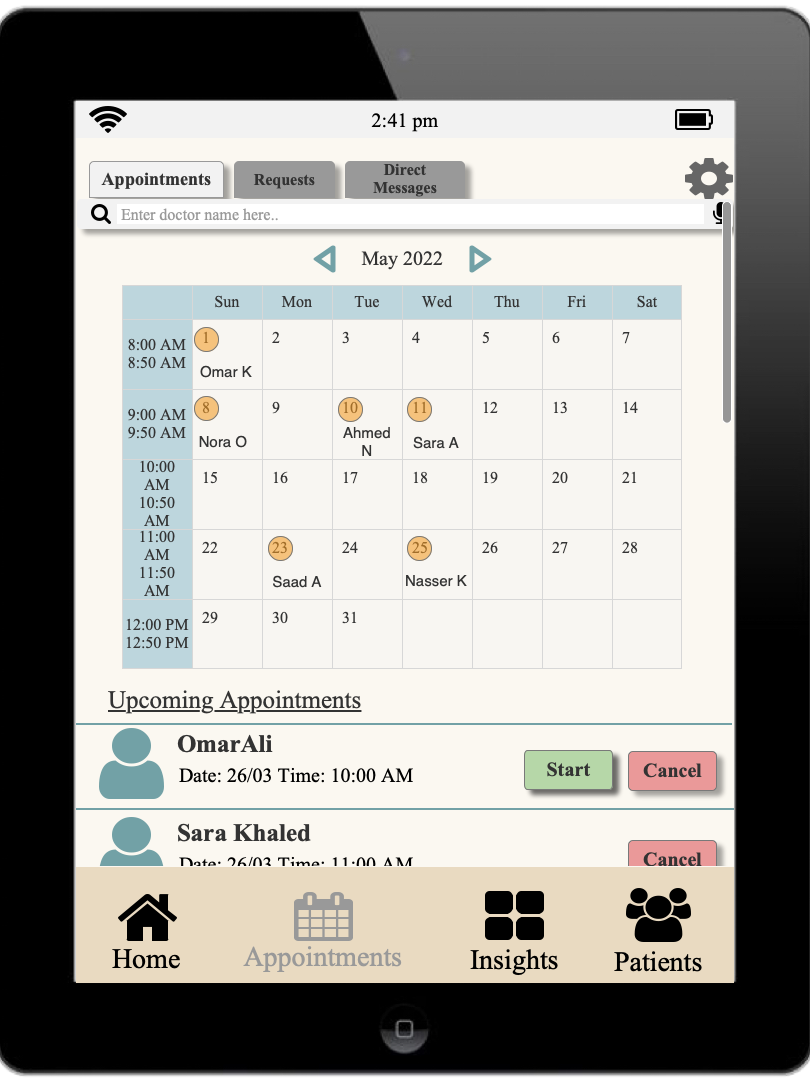 2:41 pm
Appointments
Requests
Direct
Messages
Enter doctor name here..
May 2022
Sun Mon Tue Wed Thu Fri Sat
8:00 AM
8:50 AM
1 2 3 4 5 6 7
Omar K
9:00 AM
9:50 AM
8 9 10 11 12 13 14
Nora O
Ahmed
N
Sara A
10:00
AM
10:50
AM
15 16 17 18 19 20 21
11:00
AM
11:50
AM
22 23 24 25 26 27 28
Saad A
Nasser K
12:00 PM
12:50 PM
29 30 31
Upcoming Appointments
OmarAli
Date: 26/03 Time: 10:00 AM
Start
Cancel
Sara Khaled
Date: 26/03 Time: 11:00 AM
Cancel
Home
Appointments
Insights
Patients